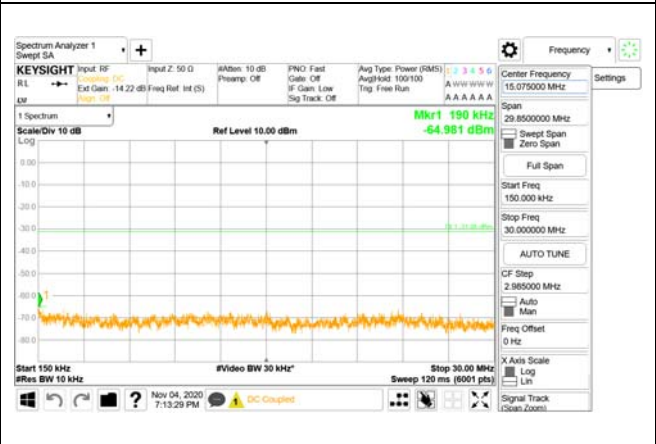 Spectrum Analyzer 1
Swept SA
Frequency
KEYSIGHT
RL
Input: RF
Coupling: DC
Ext Gain: -14.22 dB
Align: Off
Input Z: 50 Ω
Freq Ref: Int (S)
#Atten: 10 dB
Preamp: Off
PNO: Fast
Gate: Off
IF Gain: Low
Sig Track: Off
Avg Type: Power (RMS)
Avg|Hold: 100/100
Trig: Free Run
1 2 3 4 5 6
A W W W W W
A A A A A A
1 Spectrum
Scale/Div 10 dB
Log
Ref Level 10.00 dBm
Mkr1 190 kHz
-64.981 dBm
0.00
-10.0
-20.0
-30.0
-40.0
-50.0
-60.0
-70.0
-80.0
1
Start 150 kHz
#Res BW 10 kHz
#Video BW 30 kHz*
Stop 30.00 MHz
Sweep 120 ms (6001 pts)
Nov 04, 2020
7:13:29 PM
DC Coupled
Center Frequency
15.075000 MHz
Settings
Span
29.8500000 MHz
Swept Span
Zero Span
Full Span
Start Freq
150.000 kHz
Stop Freq
30.000000 MHz
AUTO TUNE
CF Step
2.985000 MHz
Auto
Man
Freq Offset
0 Hz
X Axis Scale
Log
Lin
Signal Track
(Span Zoom)